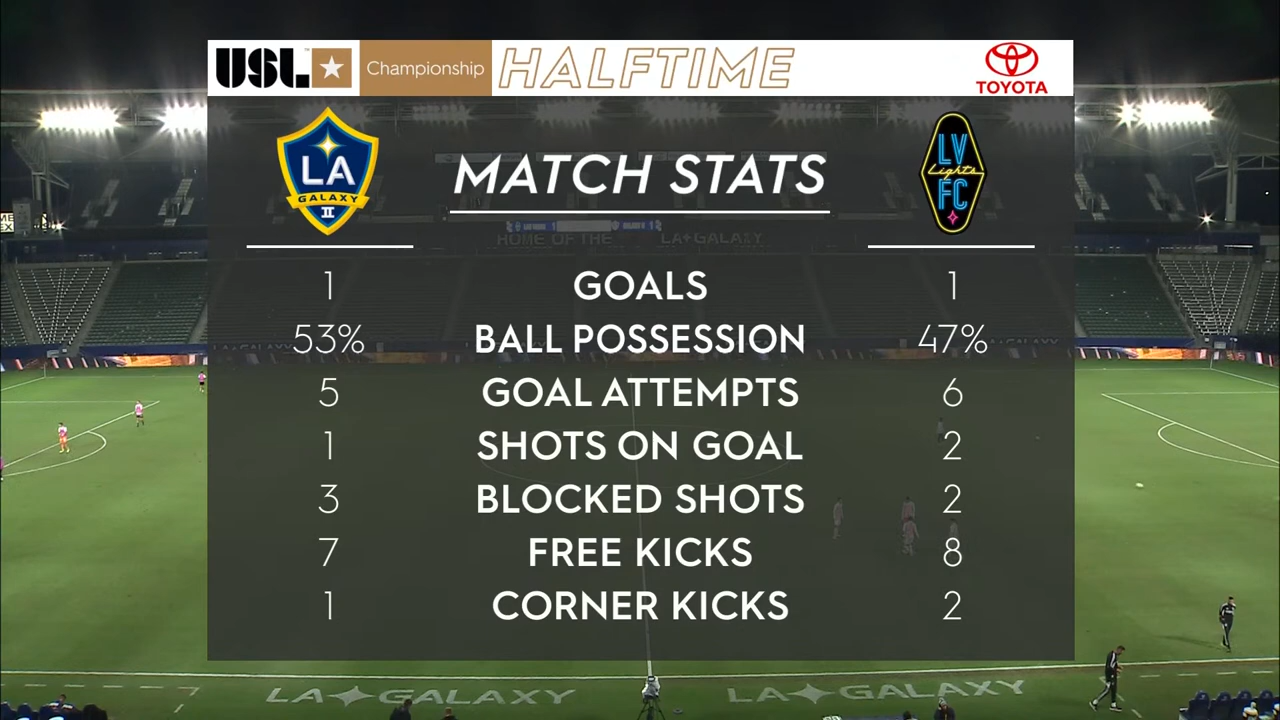 USL Championship HALFTIME TOYOTA
LA
GALAXY
II
MATCH STATS
LV
Lights
FC
HOME OF THE LA GALAXY
1 GOALS 1
53% BALL POSSESSION 47%
5 GOAL ATTEMPTS 6
1 SHOTS ON GOAL 2
3 BLOCKED SHOTS 2
7 FREE KICKS 8
1 CORNER KICKS 2
LA GALAXY LA GALAXY